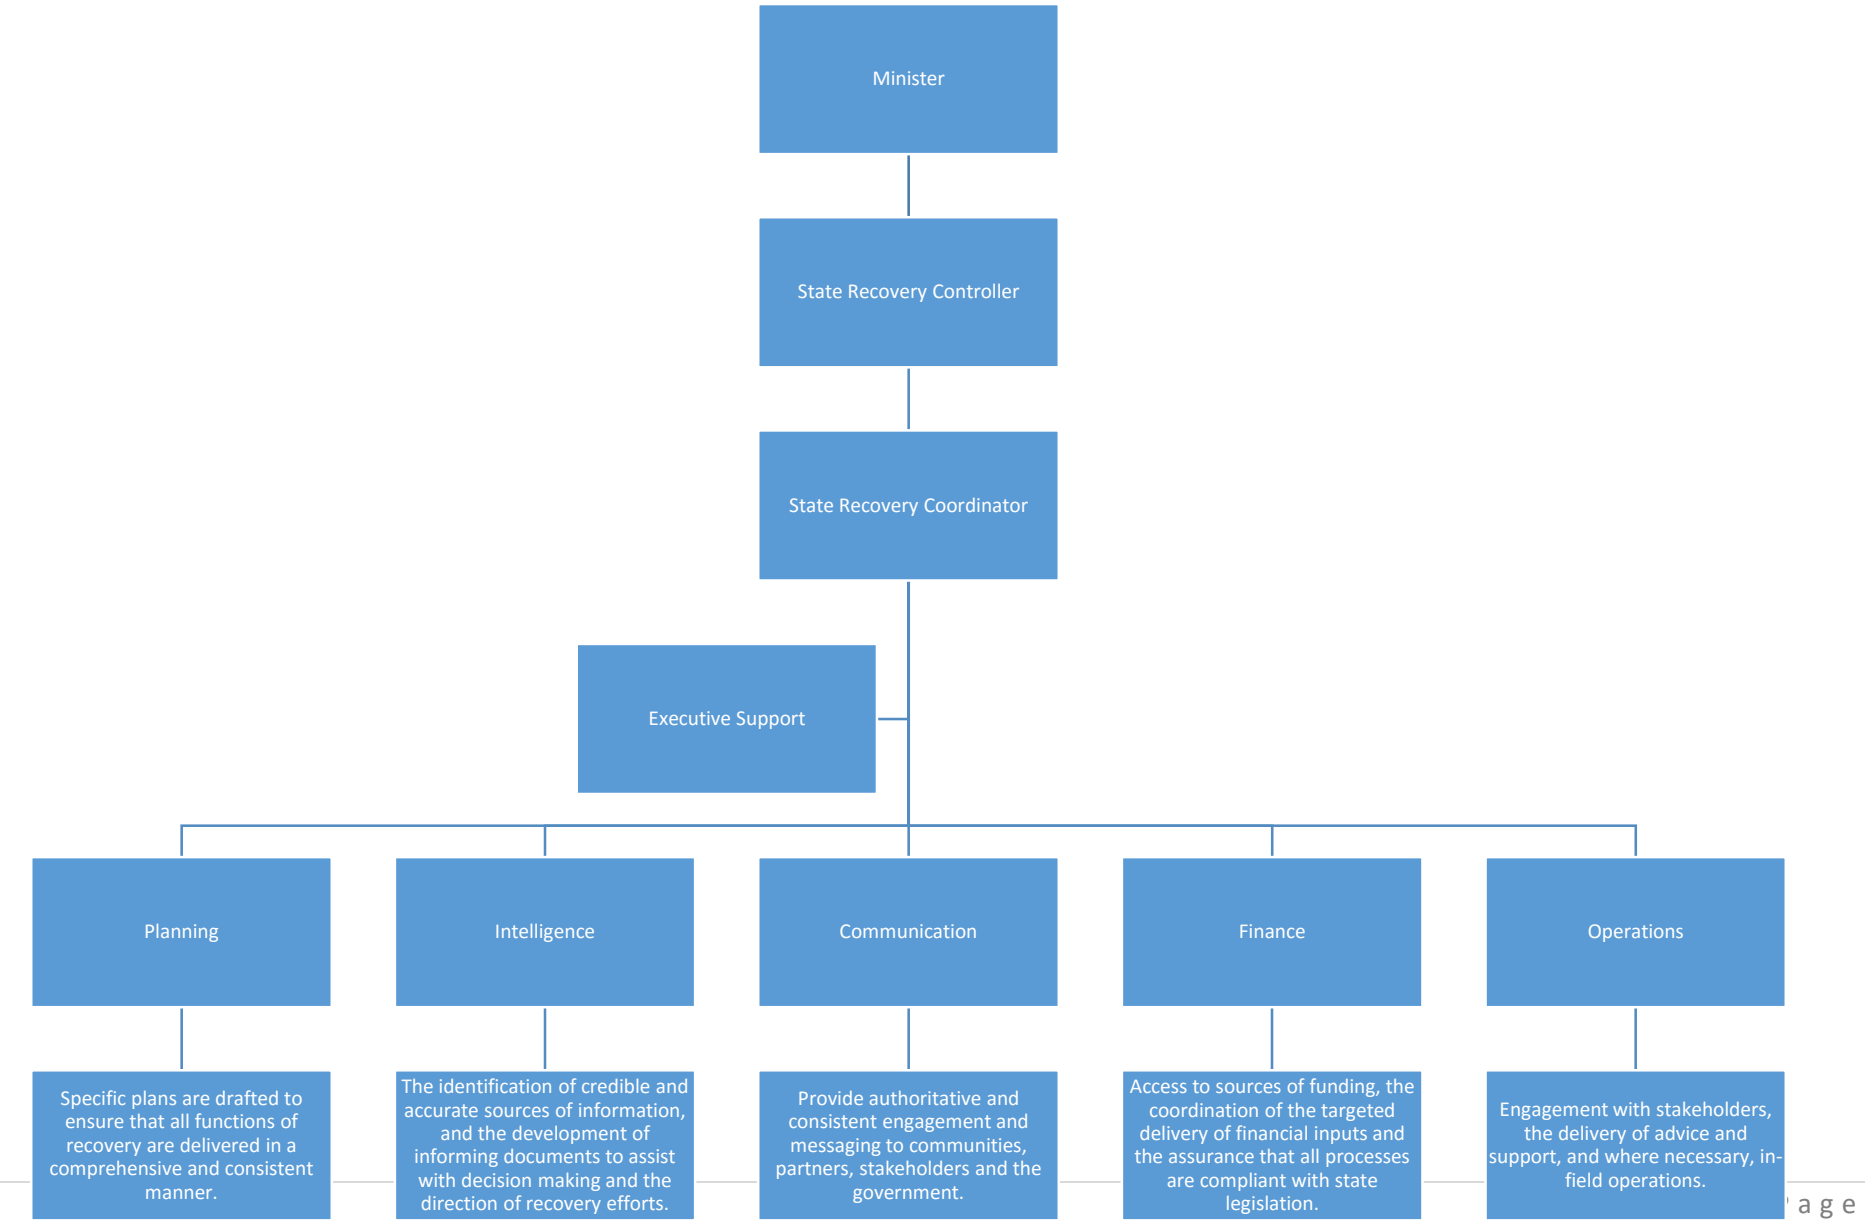 Minister
State Recovery Controller
State Recovery Coordinator
Executive Support
Planning
Intelligence
Communication
Finance
Operations
Specific plans are drafted to
ensure that all functions of
recovery are delivered in a
comprehensive and consistent
manner.
The identification of credible and
accurate sources of information,
and the development of
informing documents to assist
with decision making and the
direction of recovery efforts.
Provide authoritative and
consistent engagement and
messaging to communities,
partners, stakeholders and the
government.
Access to sources of funding, the
coordination of the targeted
delivery of financial inputs and
the assurance that all processes
are compliant with state
legislation.
Engagement with stakeholders,
the delivery of advice and
support, and where necessary, in-
field operations.